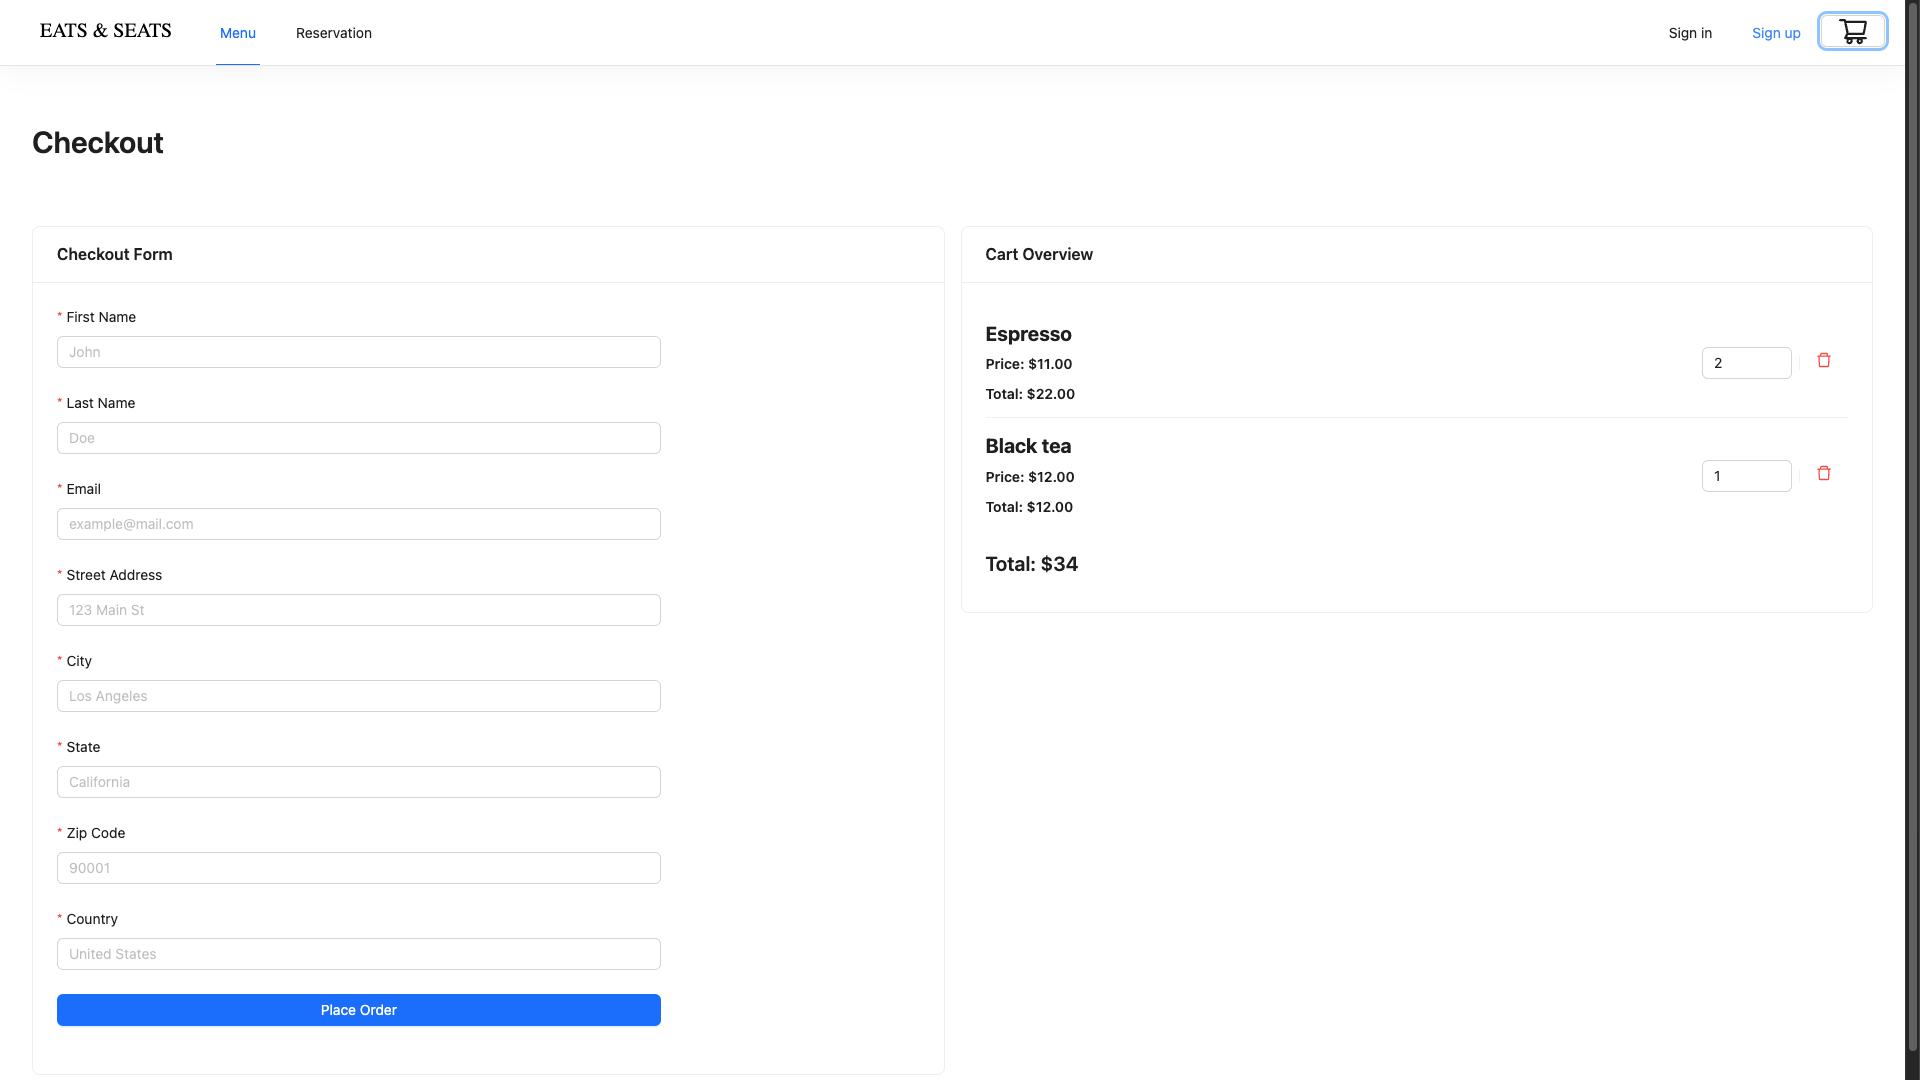 EATS & SEATS
Menu
Reservation
Sign in
Sign up
Checkout
Checkout Form
* First Name
John
* Last Name
Doe
* Email
example@mail.com
* Street Address
123 Main St
* City
Los Angeles
* State
California
* Zip Code
90001
* Country
United States
Place Order
Cart Overview
Espresso
Price: $11.00
Total: $22.00
2
Black tea
Price: $12.00
Total: $12.00
1
Total: $34